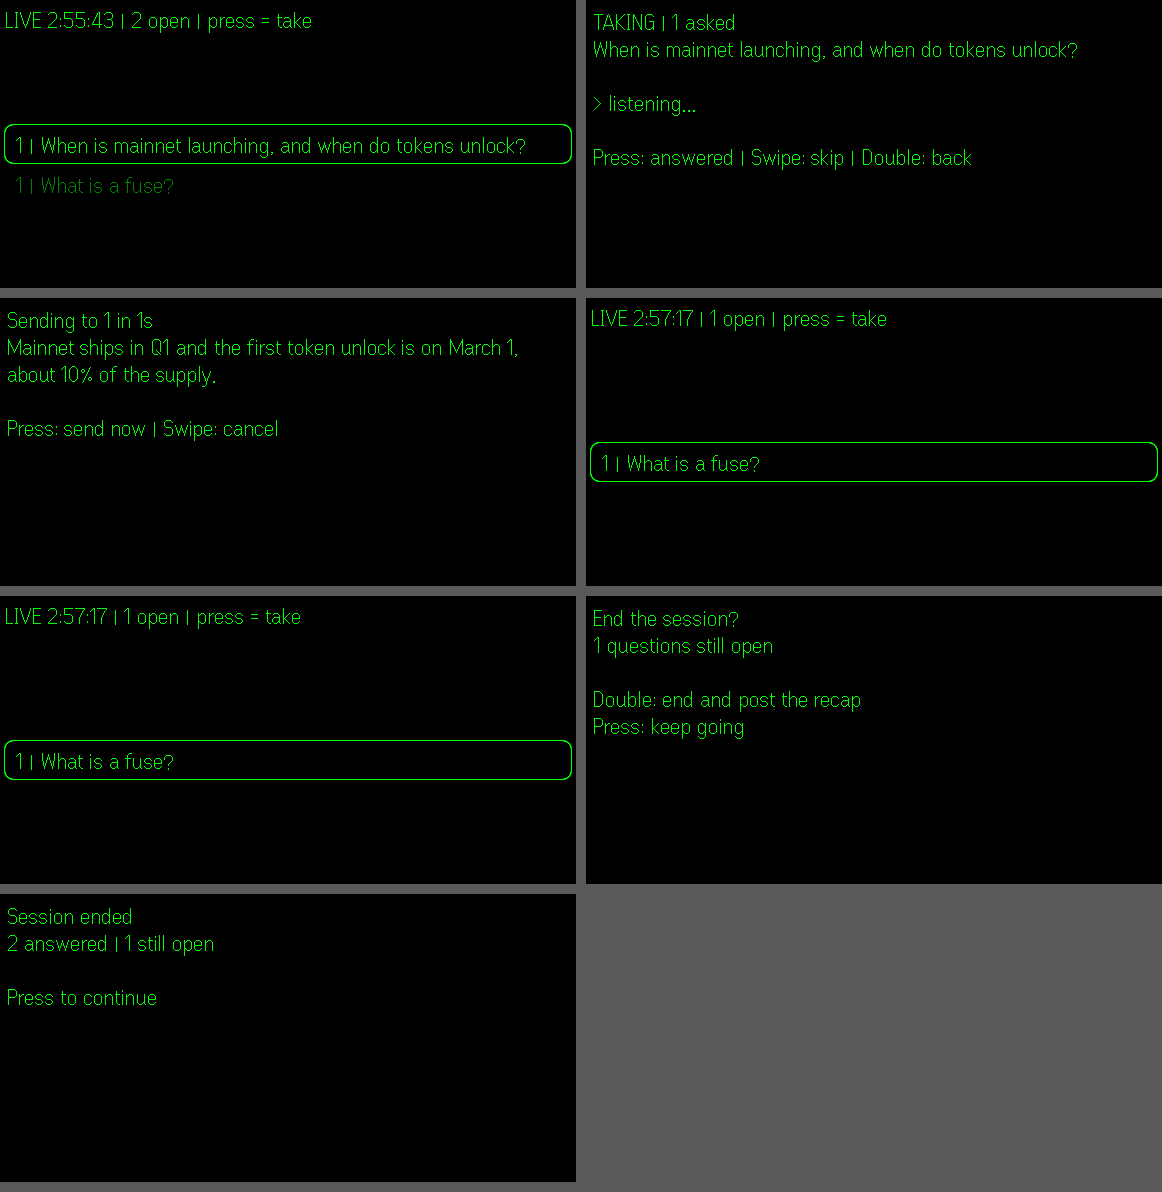 LIVE 2:55:43 | 2 open | press = take
1 | When is mainnet launching, and when do tokens unlock?
1 | What is a fuse?
TAKING | 1 asked
When is mainnet launching, and when do tokens unlock?
> listening...
Press: answered | Swipe: skip | Double: back
Sending to 1 in 1s
Mainnet ships in Q1 and the first token unlock is on March 1,
about 10% of the supply.
Press: send now | Swipe: cancel
LIVE 2:57:17 | 1 open | press = take
1 | What is a fuse?
LIVE 2:57:17 | 1 open | press = take
1 | What is a fuse?
End the session?
1 questions still open
Double: end and post the recap
Press: keep going
Session ended
2 answered | 1 still open
Press to continue